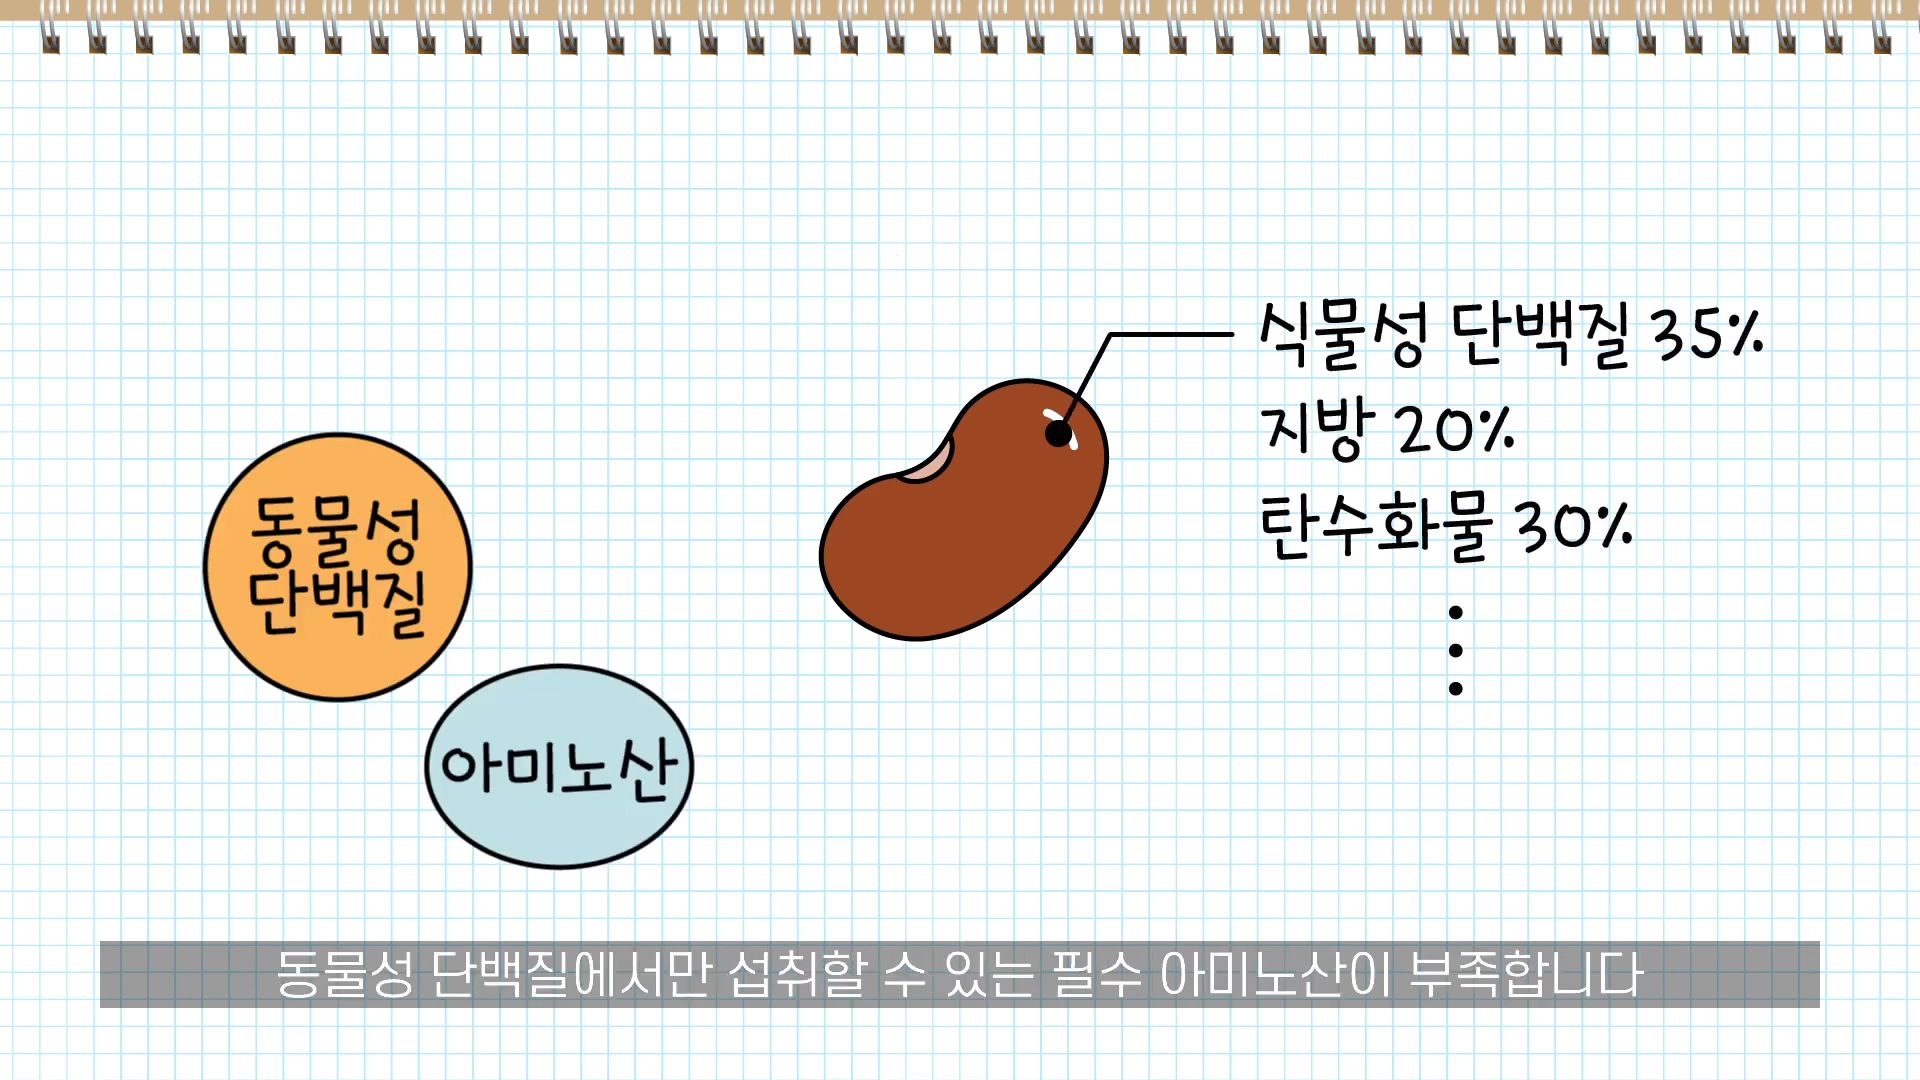 식물성 단백질 35%
지방 20%
탄수화물 30%
동물성
단백질
아미노산
동물성 단백질에서만 섭취할 수 있는 필수 아미노산이 부족합니다